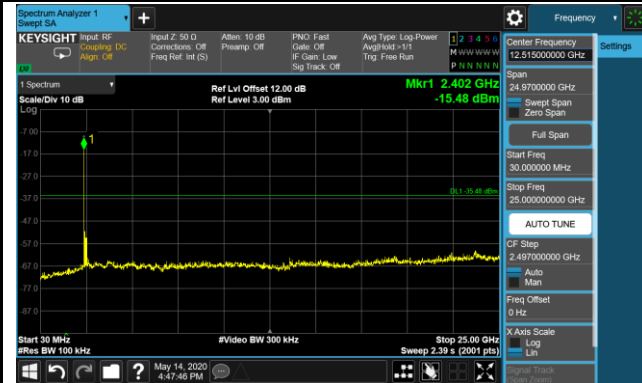 Spectrum Analyzer 1
Swept SA
+
Frequency
KEYSIGHT
Input: RF
Coupling: DC
Align: Off
Input Z: 50 Ω
Corrections: Off
Freq Ref: Int (S)
Atten: 10 dB
Preamp: Off
PNO: Fast
Gate: Off
IF Gain: Low
Sig Track: Off
Avg Type: Log-Power
Avg|Hold:>1/1
Trig: Free Run
1 2 3 4 5 6
M W W W W W
P N N N N N
1 Spectrum
Scale/Div 10 dB
Log
Ref Lvl Offset 12.00 dB
Ref Level 3.00 dBm
Mkr1 2.402 GHz
-15.48 dBm
-7.00
-17.0
-27.0
-37.0
-47.0
-57.0
-67.0
-77.0
-87.0
1
DL1 -35.48 dBm
Start 30 MHz
#Res BW 100 kHz
#Video BW 300 kHz
Stop 25.00 GHz
Sweep 2.39 s (2001 pts)
May 14, 2020
4:47:46 PM
Center Frequency
12.515000000 GHz
Settings
Span
24.9700000 GHz
Swept Span
Zero Span
Full Span
Start Freq
30.000000 MHz
Stop Freq
25.000000000 GHz
AUTO TUNE
CF Step
2.497000000 GHz
Auto
Man
Freq Offset
0 Hz
X Axis Scale
Log
Lin
Signal Track
(Span Zoom)